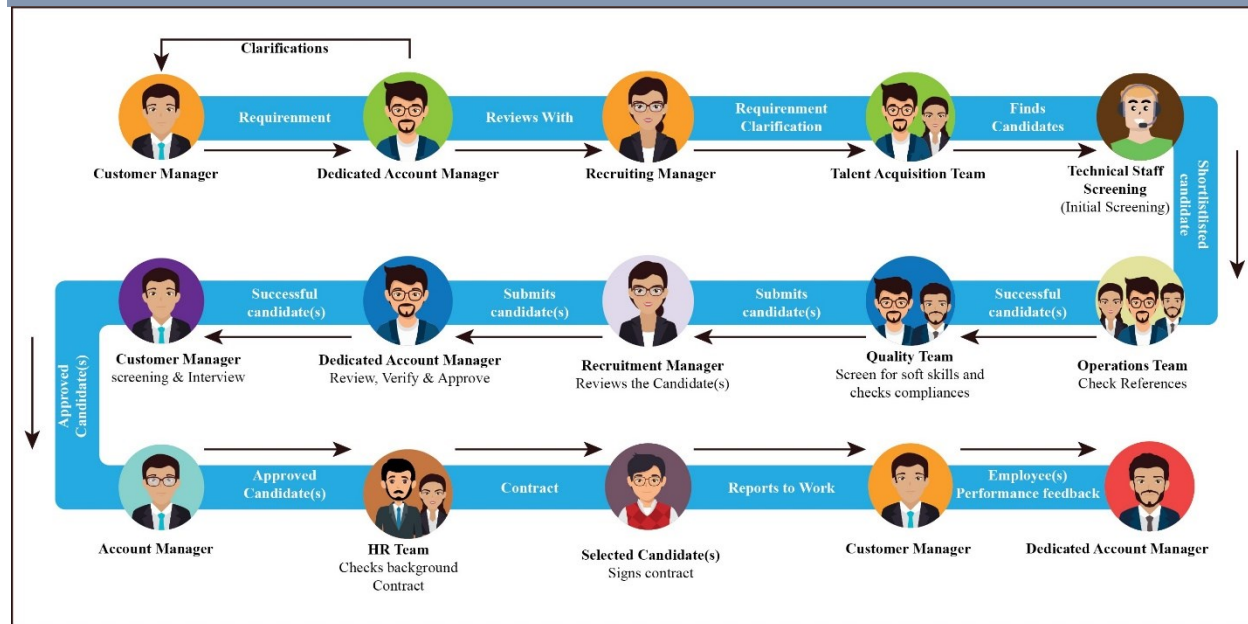 Clarifications
Requirenment
Reviews With
Requirenment
Clarification
Finds
Candidates
Customer Manager
Dedicated Account Manager
Recruiting Manager
Talent Acquisition Team
Technical Staff
Screening
(Initial Screening)
Shortlistlisted
candidate
Successful
candidate(s)
Submits
candidate(s)
Submits
candidate(s)
Successful
candidate(s)
Customer Manager
screening & Interview
Dedicated Account Manager
Review, Verify & Approve
Recruitment Manager
Reviews the Candidate(s)
Quality Team
Screen for soft skills and
checks compliances
Operations Team
Check References
Approved
Candidate(s)
Approved
Candidate(s)
Contract
Reports to Work
Employee(s)
Performance feedback
Account Manager
HR Team
Checks background
Contract
Selected Candidate(s)
Signs contract
Customer Manager
Dedicated Account Manager